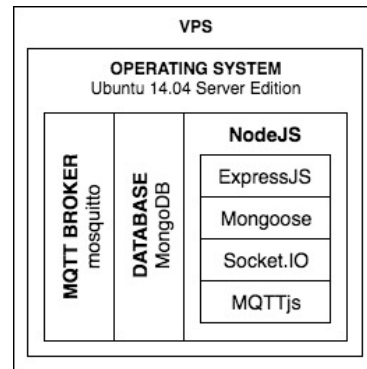 VPS
OPERATING SYSTEM
Ubuntu 14.04 Server Edition
MQTT BROKER
mosquitto
DATABASE
MongoDB
NodeJS
ExpressJS
Mongoose
Socket.IO
MQTTjs